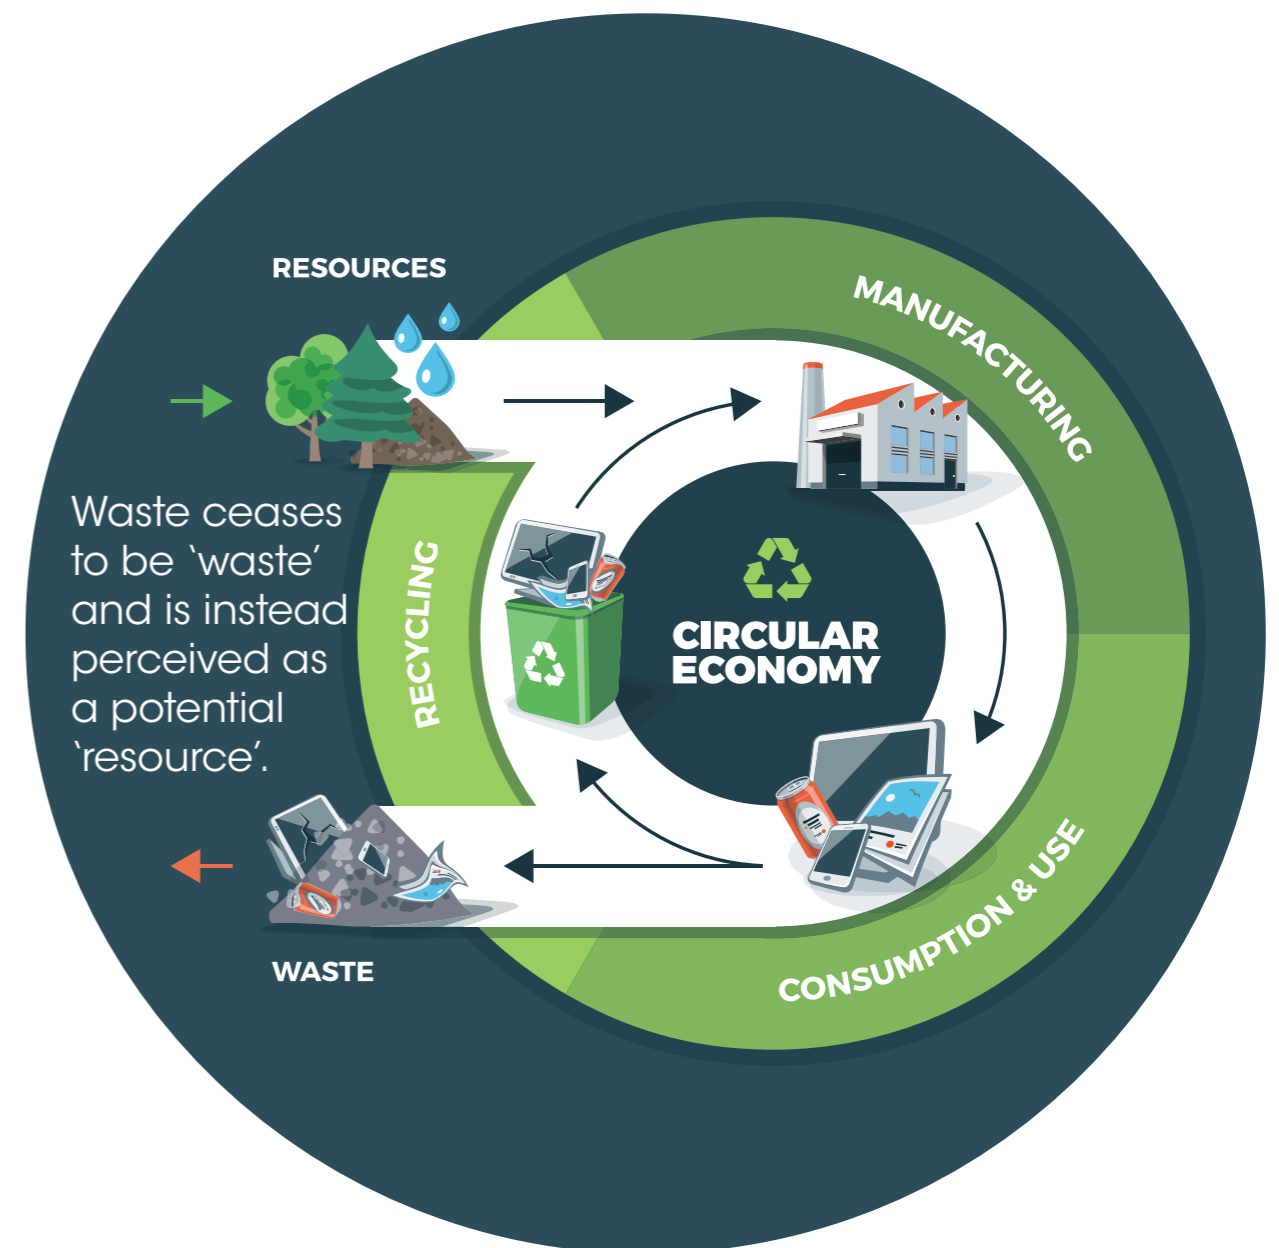 RESOURCES
MANUFACTURING
Waste ceases
to be ‘waste’
and is instead
perceived as
a potential
‘resource’.
RECYCLING
CIRCULAR
ECONOMY
CONSUMPTION & USE
WASTE